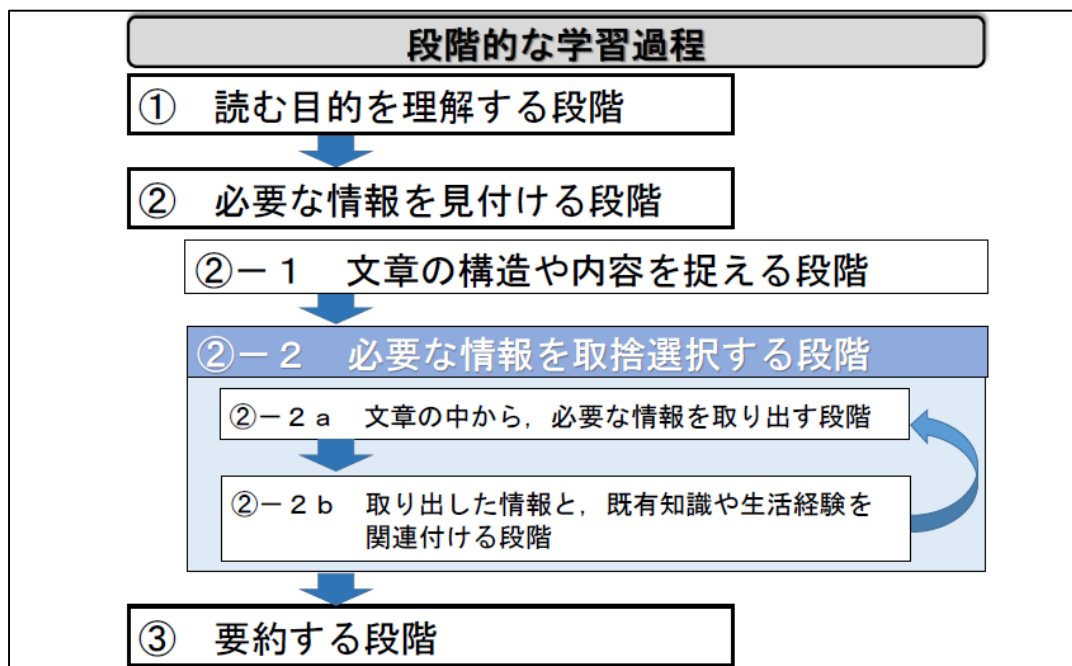 段階的な学習過程
① 読む目的を理解する段階
② 必要な情報を見付ける段階
②－１ 文章の構造や内容を捉える段階
②－２ 必要な情報を取捨選択する段階
②－２ａ 文章の中から，必要な情報を取り出す段階
②－２ｂ 取り出した情報と，既有知識や生活経験を
関連付ける段階
③ 要約する段階